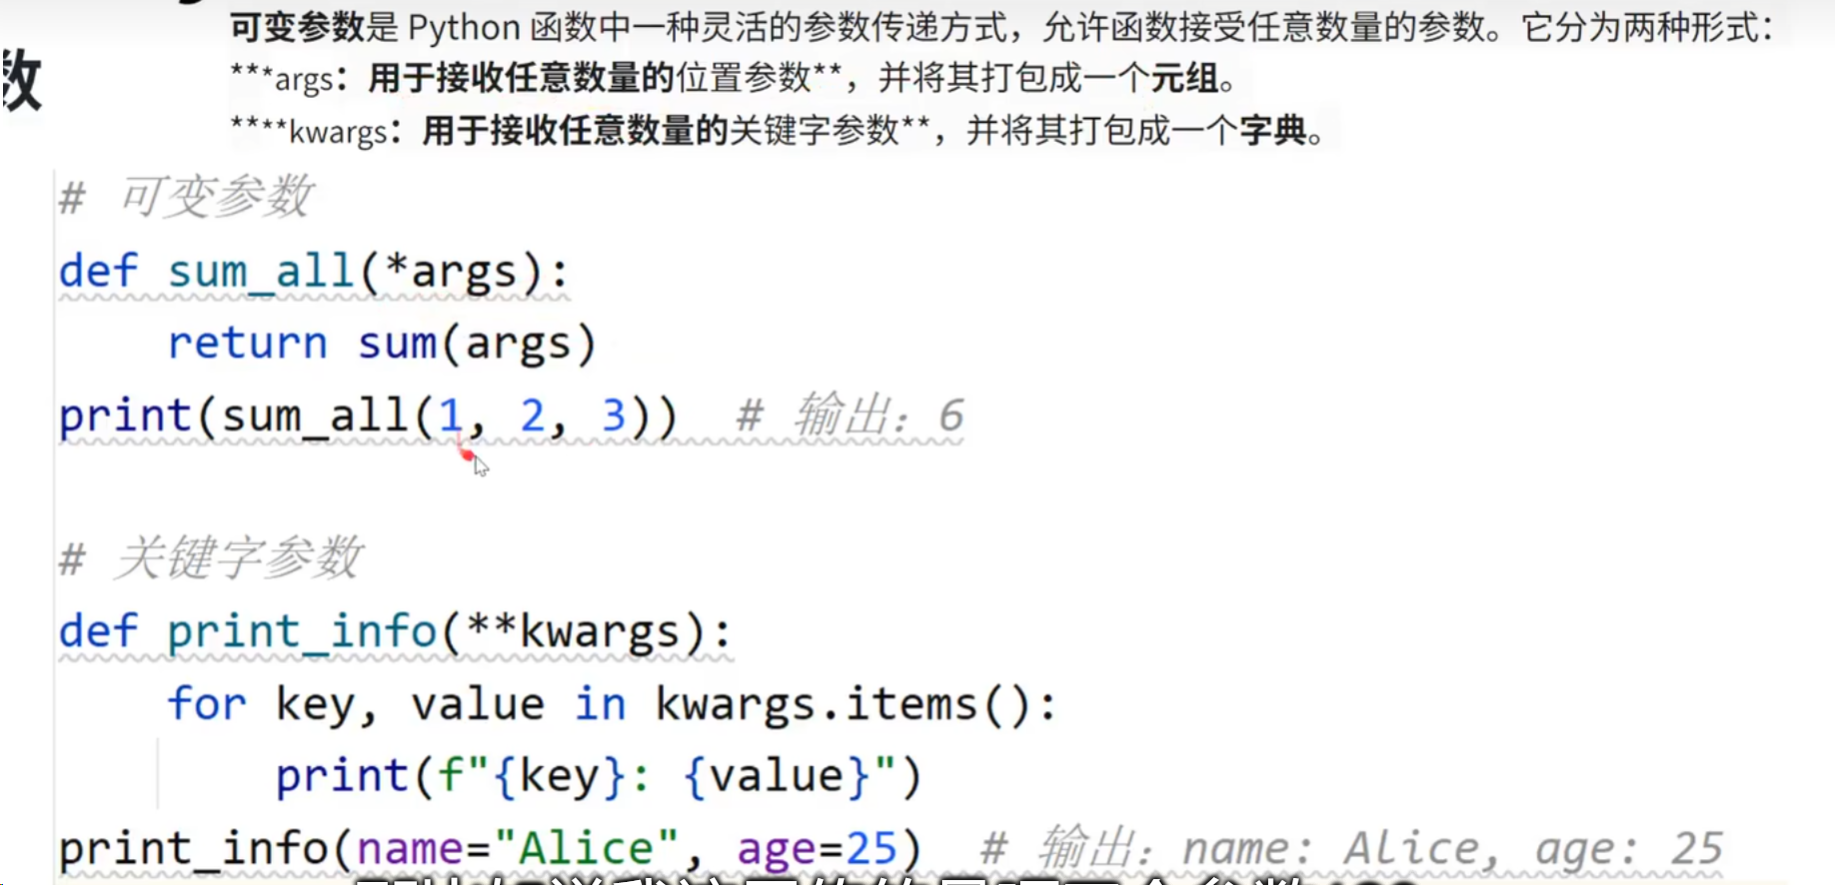 可变参数是 Python 函数中一种灵活的参数传递方式，允许函数接受任意数量的参数。它分为两种形式：
数
***args：用于接收任意数量的位置参数**，并将其打包成一个元组。
****kwargs：用于接收任意数量的关键字参数**，并将其打包成一个字典。
# 可变参数
def sum_all(*args):
    return sum(args)
print(sum_all(1, 2, 3))  # 输出：6
# 关键字参数
def print_info(**kwargs):
    for key, value in kwargs.items():
        print(f"{key}: {value}")
print_info(name="Alice", age=25)  # 输出：name: Alice, age: 25